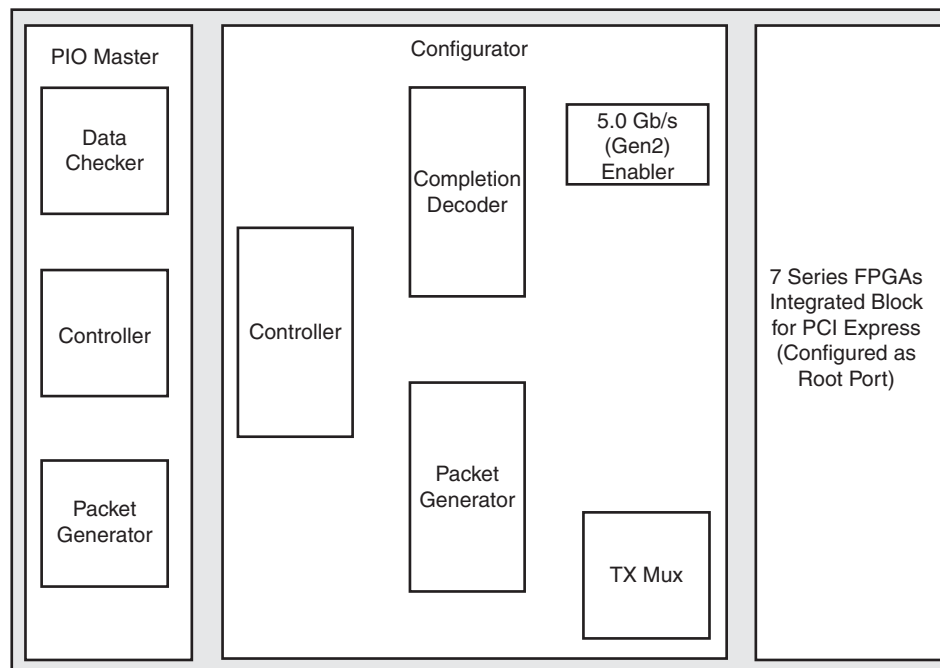 PIO Master
Data
Checker
Controller
Packet
Generator
Configurator
Controller
Completion
Decoder
Packet
Generator
5.0 Gb/s
(Gen2)
Enabler
TX Mux
7 Series FPGAs
Integrated Block
for PCI Express
(Configured as
Root Port)